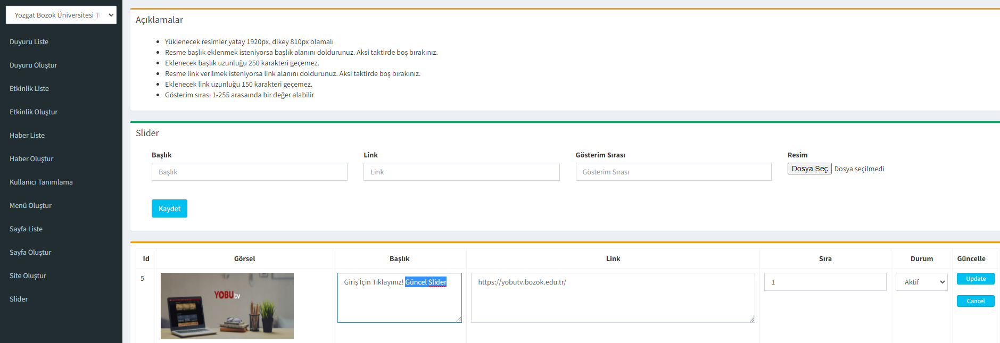 Yozgat Bozok Üniversitesi T
Duyuru Liste
Duyuru Oluştur
Etkinlik Liste
Etkinlik Oluştur
Haber Liste
Haber Oluştur
Kullanıcı Tanımlama
Menü Oluştur
Sayfa Liste
Sayfa Oluştur
Site Oluştur
Slider
Açıklamalar
Yüklenecek resimler yatay 1920px, dikey 810px olamalı
Resme başlık eklenmek isteniyorsa başlık alanını doldurunuz. Aksi taktirde boş bırakınız.
Eklenecek başlık uzunluğu 250 karakteri geçemez.
Resme link verilmek isteniyorsa link alanını doldurunuz. Aksi taktirde boş bırakınız.
Eklenecek link uzunluğu 150 karakteri geçemez.
Gösterim sırası 1-255 arasaında bir değer alabilir
Slider
Başlık Link Gösterim Sırası Resim
Başlık Link Gösterim Sırası Dosya Seç Dosya seçilmedi
Kaydet
Id Görsel Başlık Link Sıra Durum Güncelle
5 Giriş İçin Tıklayınız! Güncel Slider https://yobutv.bozok.edu.tr/ 1 Aktif Update
YOBUtv
Cancel